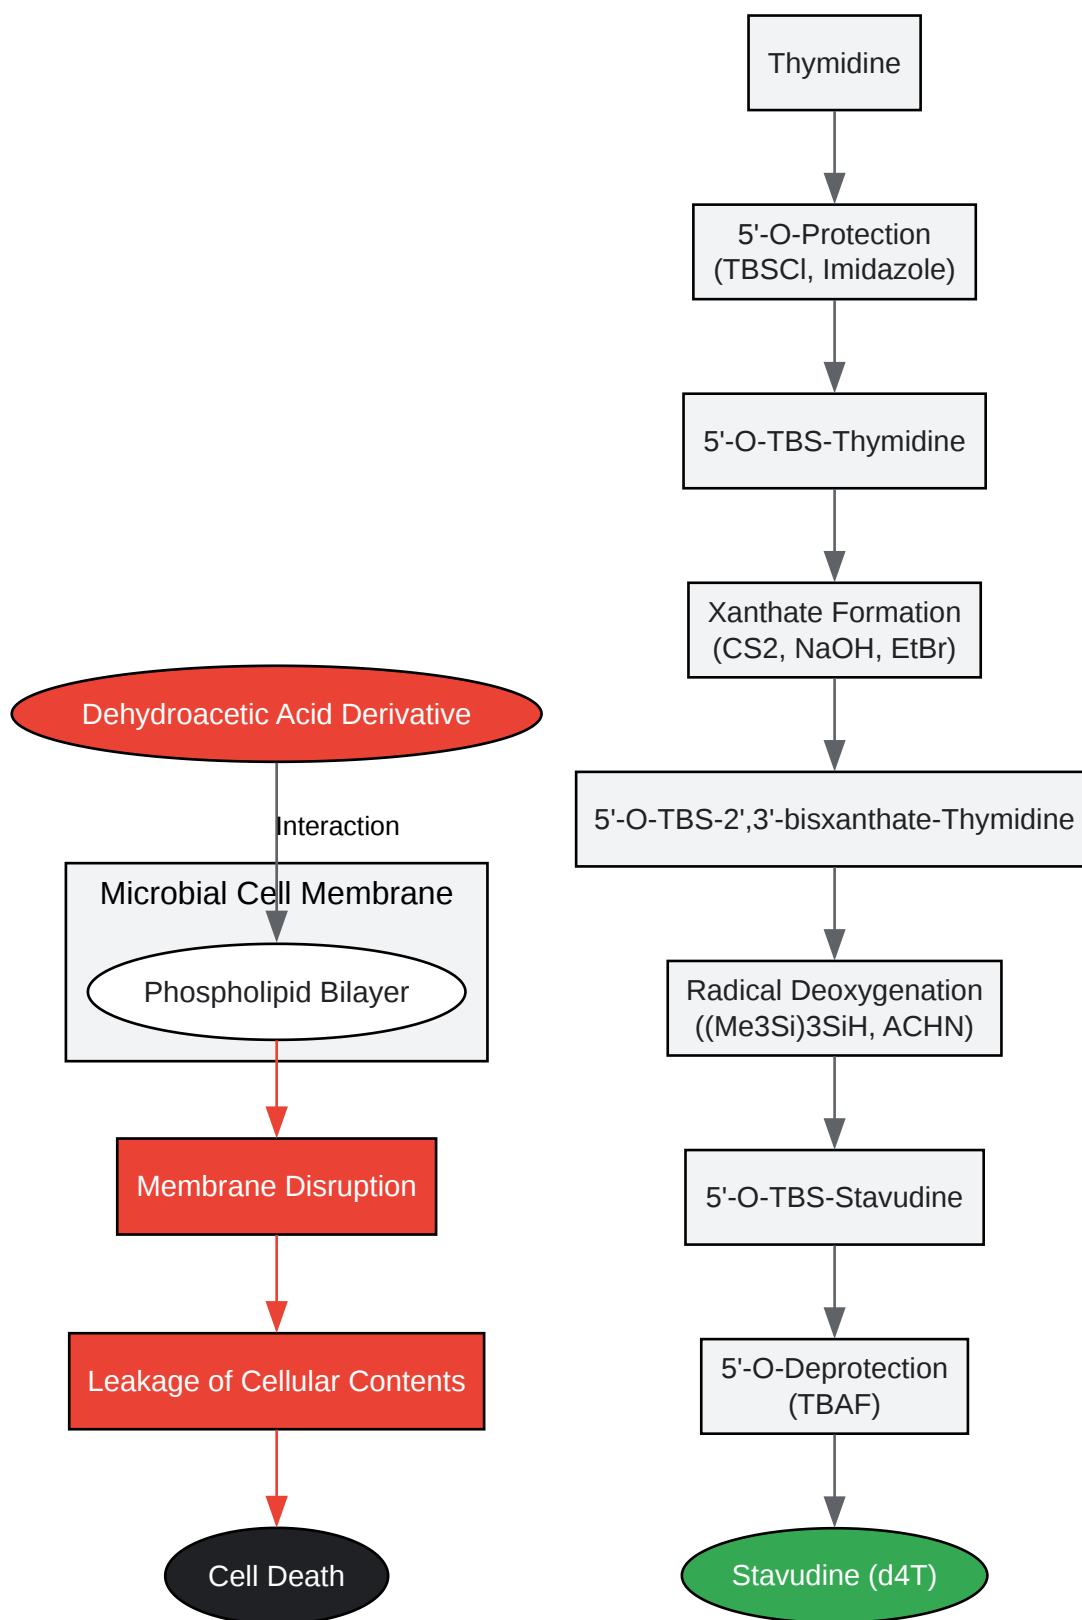 Dehydroacetic Acid Derivative
Interaction
Microbial Cell Membrane
Phospholipid Bilayer
Membrane Disruption
Leakage of Cellular Contents
Cell Death
Thymidine
5'-O-Protection
(TBSCl, Imidazole)
5'-O-TBS-Thymidine
Xanthate Formation
(CS2, NaOH, EtBr)
5'-O-TBS-2',3'-bisxanthate-Thymidine
Radical Deoxygenation
((Me3Si)3SiH, ACHN)
5'-O-TBS-Stavudine
5'-O-Deprotection
(TBAF)
Stavudine (d4T)